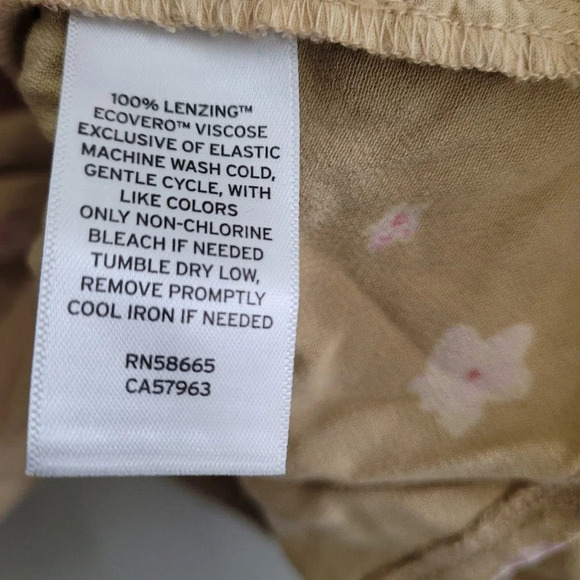 100% LENZING™
ECOVERO™ VISCOSE
EXCLUSIVE OF ELASTIC
MACHINE WASH COLD,
GENTLE CYCLE, WITH
LIKE COLORS
ONLY NON-CHLORINE
BLEACH IF NEEDED
TUMBLE DRY LOW,
REMOVE PROMPTLY
COOL IRON IF NEEDED
RN58665
CA57963